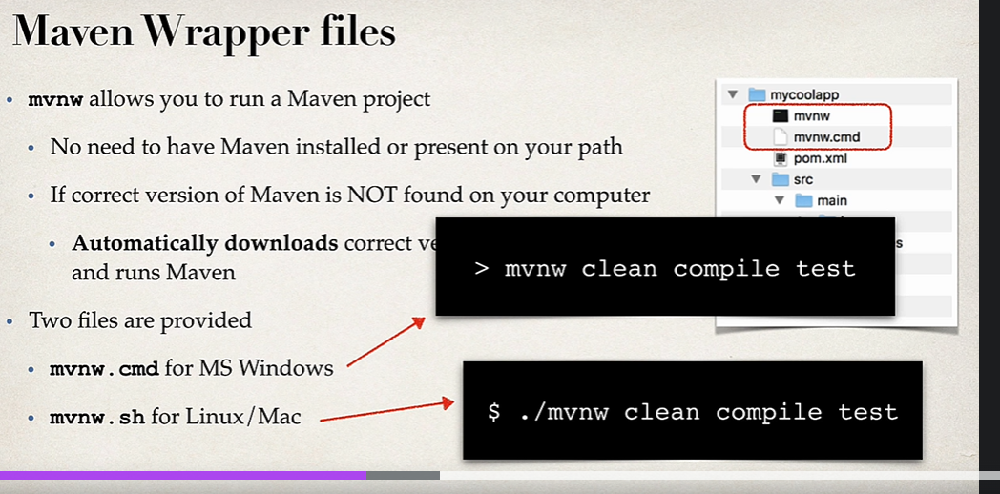 Maven Wrapper files
• mvnw allows you to run a Maven project
• No need to have Maven installed or present on your path
• If correct version of Maven is NOT found on your computer
• Automatically downloads correct
and runs Maven
• Two files are provided
• mvnw.cmd for MS Windows
• mvnw.sh for Linux/Mac
> mvnw clean compile test
$ ./mvnw clean compile test
mycoolapp
mvnw
mvnw.cmd
pom.xml
src
main